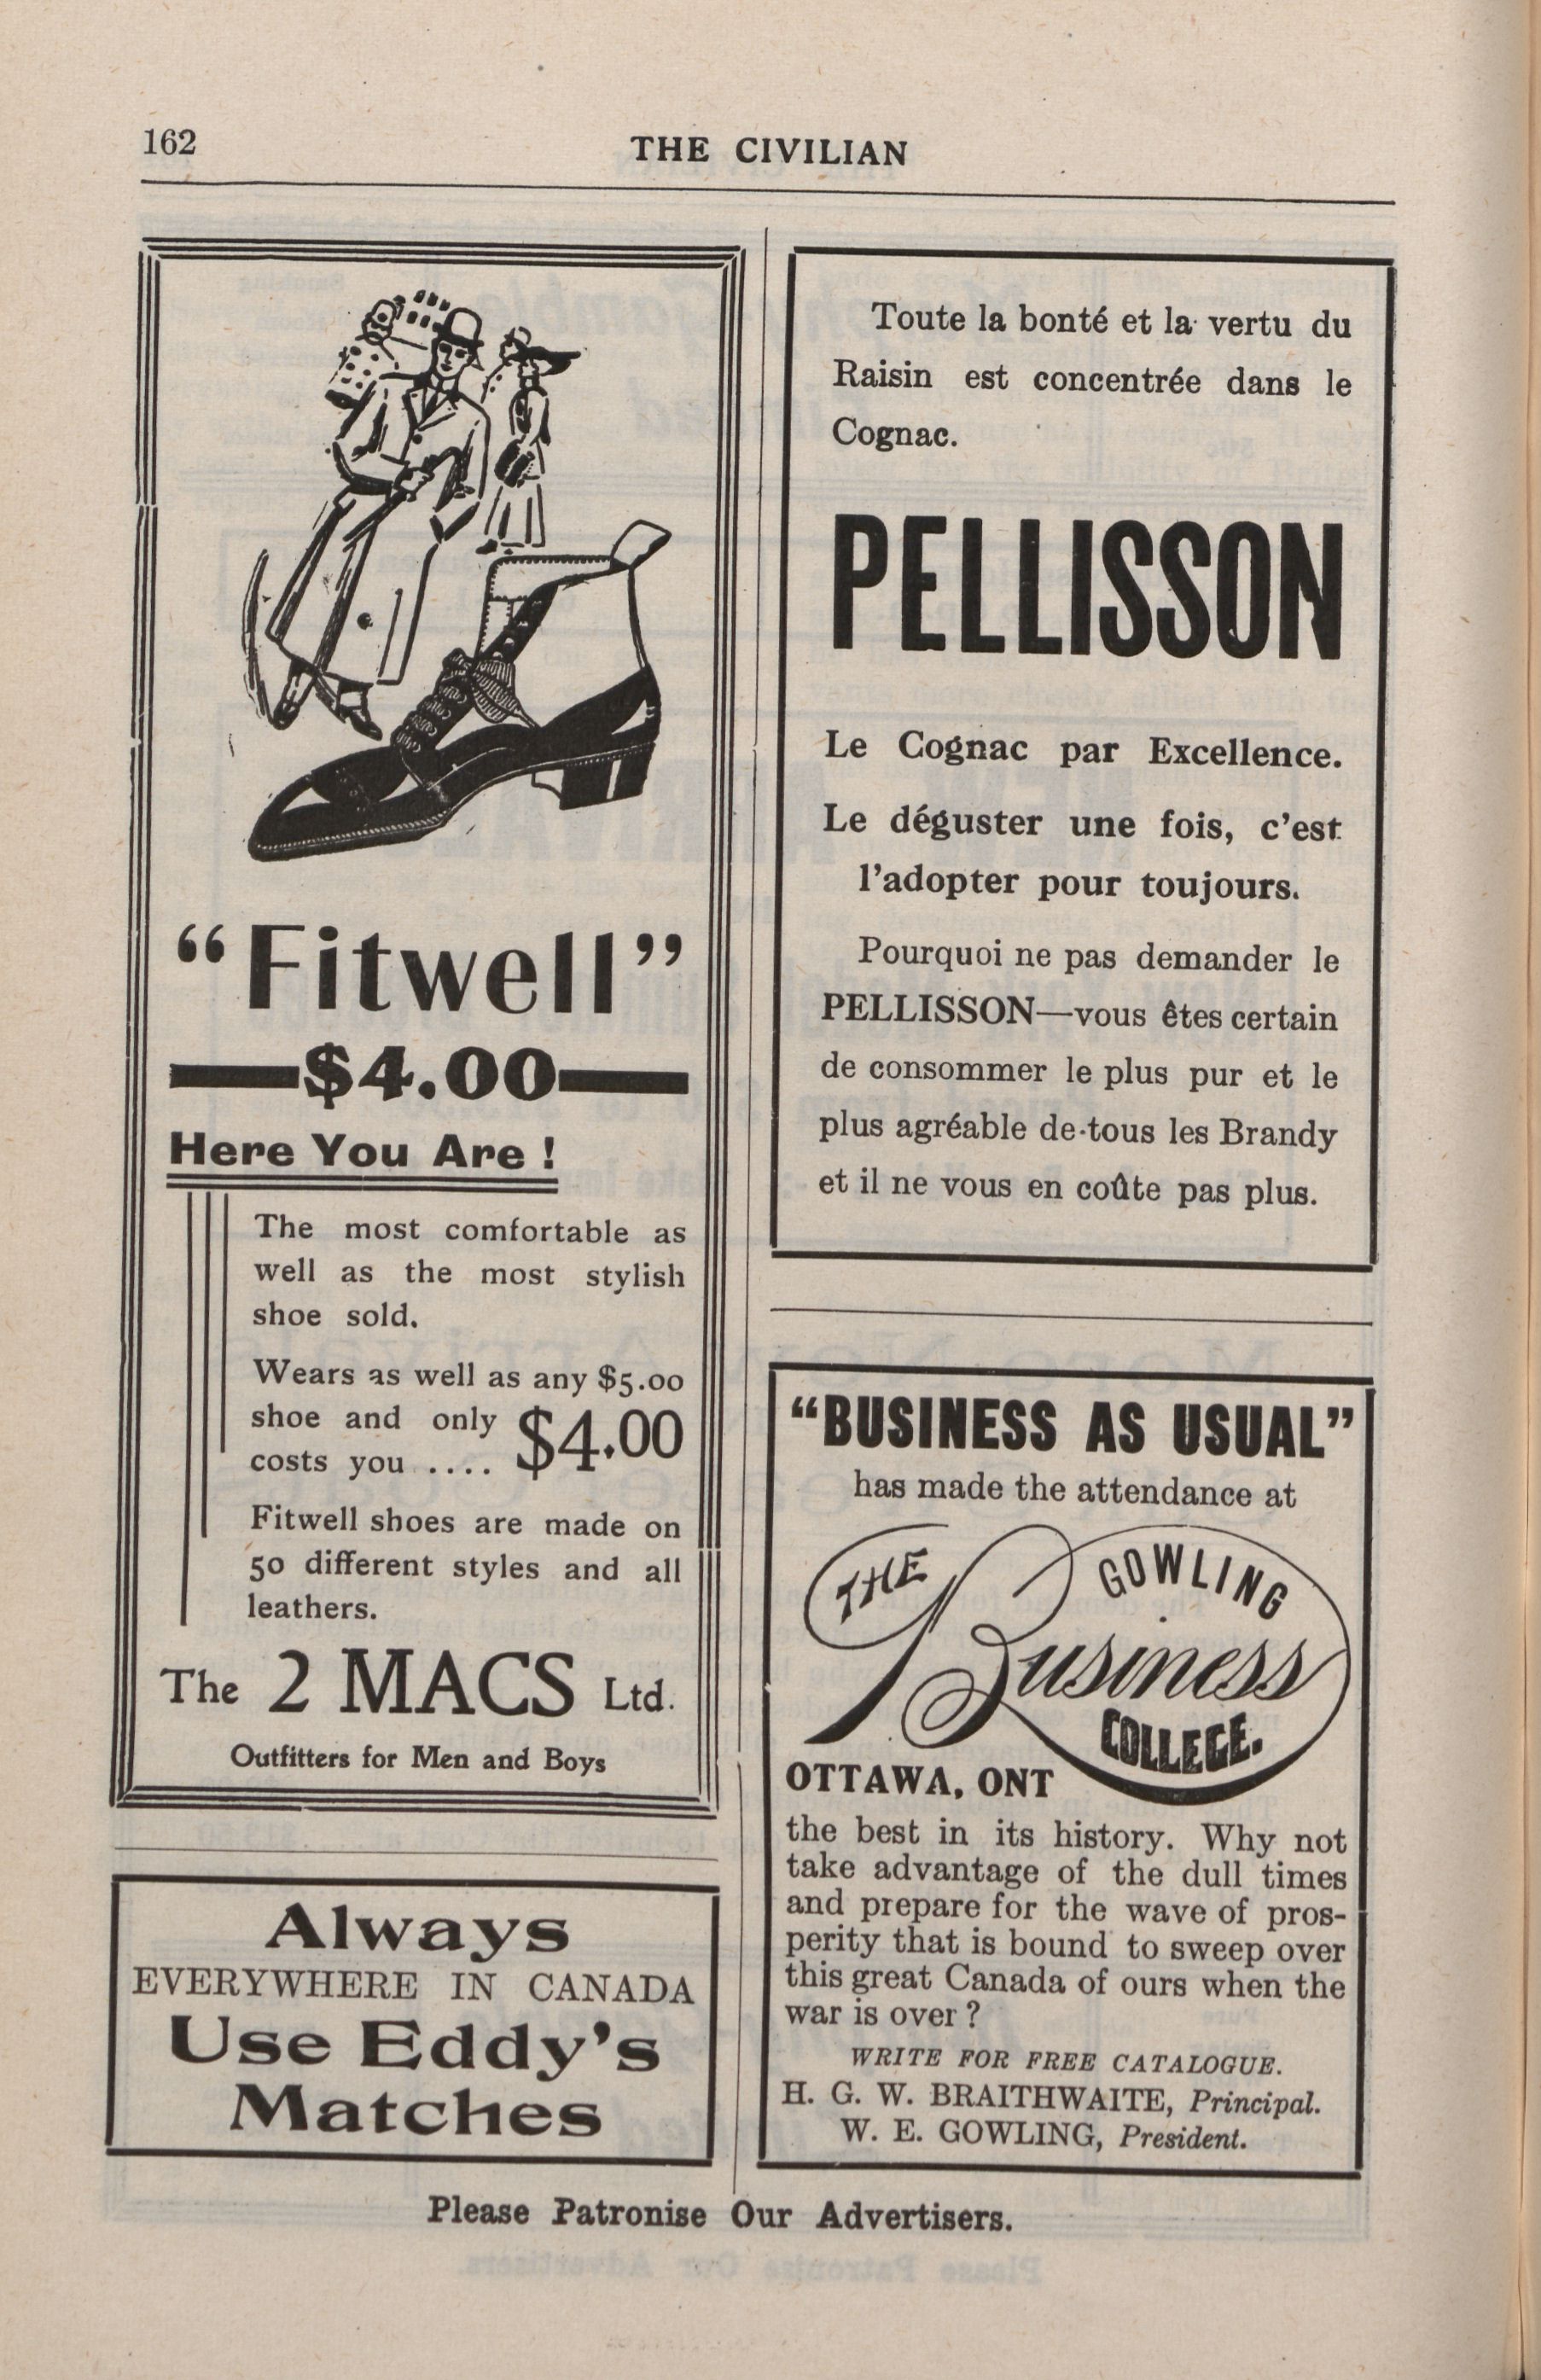 162
THE CIVILIAN
"Fitwell"
$4.00
Here You Are !
The most comfortable as
well as the most stylish
shoe sold.
Wears as well as any $5.00
shoe and only
costs you .... $4.00
Fitwell shoes are made on
50 different styles and all
leathers.
The 2 MACS Ltd.
Outfitters for Men and Boys
Always
EVERYWHERE IN CANADA
Use Eddy's
Matches
Toute la bonté et la vertu du
Raisin est concentrée dans le
Cognac.
PELLISSON
Le Cognac par Excellence.
Le déguster une fois, c'est
l'adopter pour toujours.
Pourquoi ne pas demander le
PELLISSON—vous êtes certain
de consommer le plus pur et le
plus agréable de tous les Brandy
et il ne vous en coûte pas plus.
"BUSINESS AS USUAL"
has made the attendance at
THE GOWLING
Business
COLLEGE.
OTTAWA, ONT
the best in its history. Why not
take advantage of the dull times
and prepare for the wave of pros-
perity that is bound to sweep over
this great Canada of ours when the
war is over ?
WRITE FOR FREE CATALOGUE.
H. G. W. BRAITHWAITE, Principal.
W. E. GOWLING, President.
Please Patronise Our Advertisers.